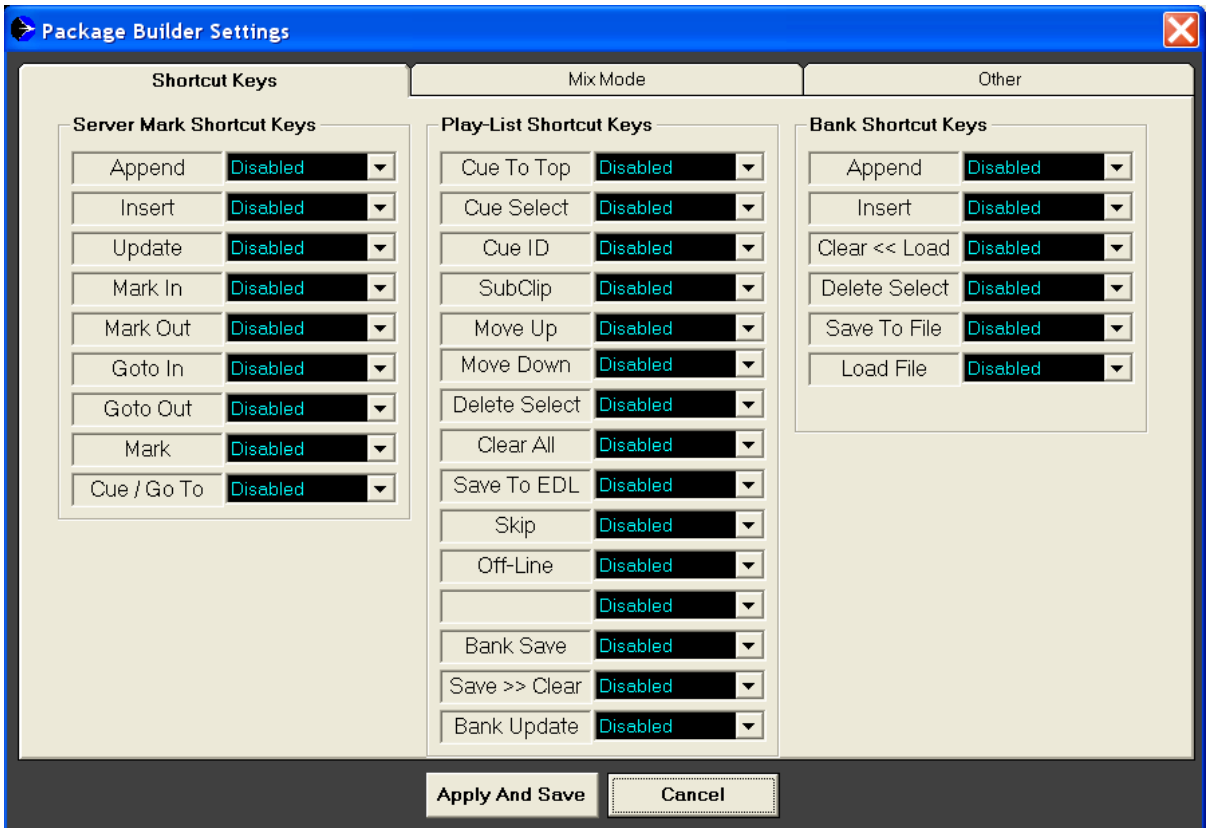 Package Builder Settings
Shortcut Keys
Mix Mode
Other
Server Mark Shortcut Keys
Append Disabled
Insert Disabled
Update Disabled
Mark In Disabled
Mark Out Disabled
Goto In Disabled
Goto Out Disabled
Mark Disabled
Cue / Go To Disabled
Play-List Shortcut Keys
Cue To Top Disabled
Cue Select Disabled
Cue ID Disabled
SubClip Disabled
Move Up Disabled
Move Down Disabled
Delete Select Disabled
Clear All Disabled
Save To EDL Disabled
Skip Disabled
Off-Line Disabled
Disabled
Bank Save Disabled
Save >> Clear Disabled
Bank Update Disabled
Bank Shortcut Keys
Append Disabled
Insert Disabled
Clear << Load Disabled
Delete Select Disabled
Save To File Disabled
Load File Disabled
Apply And Save
Cancel